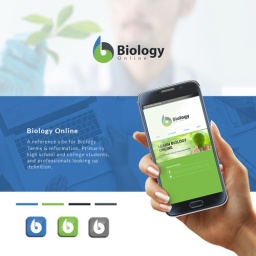 Biology
Online
Biology Online
A reference site for Biology
Terms & Information. Primarily
high school and college students,
and professionals looking up
definition.
Biology
LEARN BIOLOGY
ONLINE